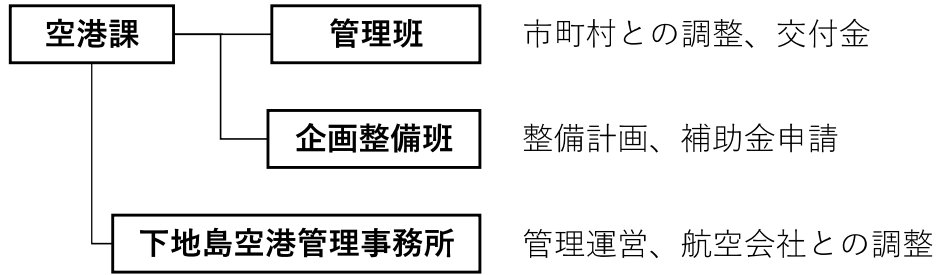 空港課
管理班
市町村との調整、交付金
企画整備班
整備計画、補助金申請
下地島空港管理事務所
管理運営、航空会社との調整